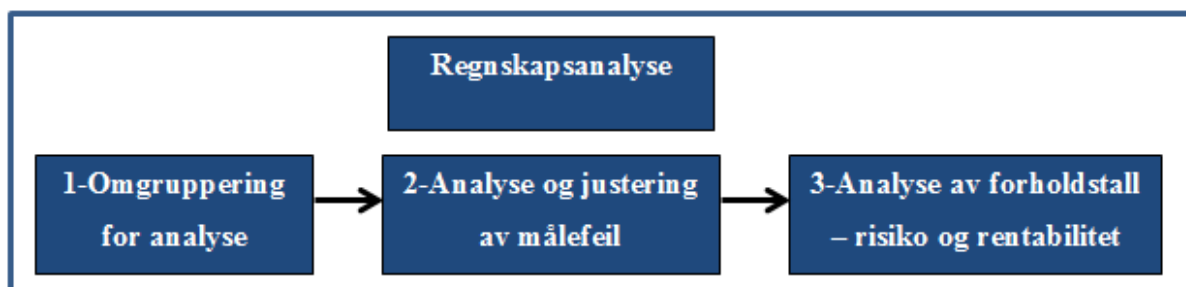 Regnskapsanalyse
1-Omgruppering
for analyse
2-Analyse og justering
av målefeil
3-Analyse av forholdstall
– risiko og rentabilitet